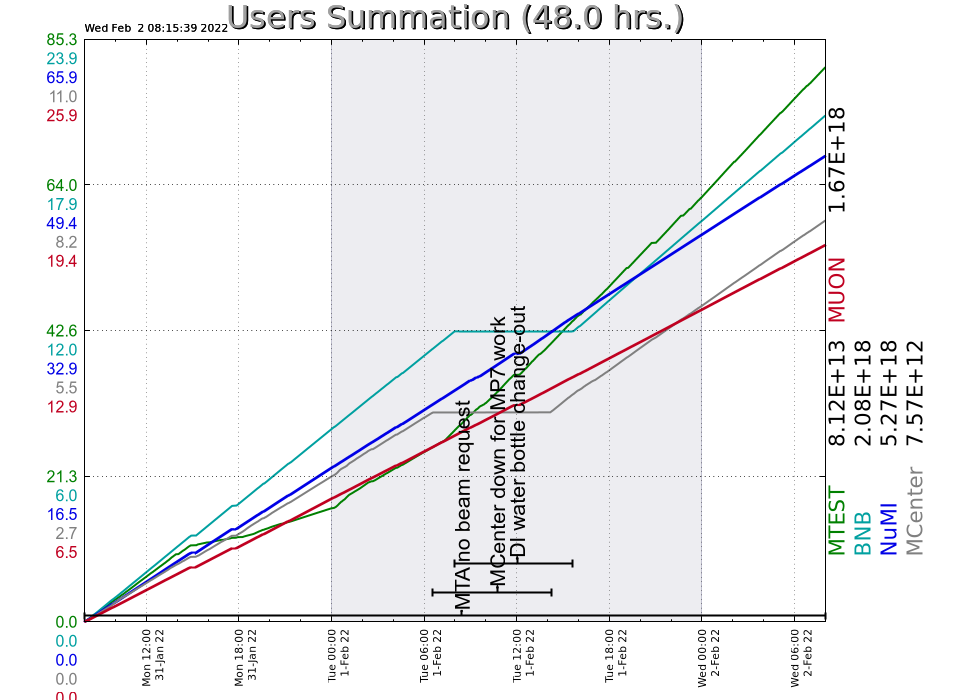 Users Summation (48.0 hrs.)
Wed Feb 2 08:15:39 2022
85.3
23.9
65.9
11.0
25.9
64.0
17.9
49.4
8.2
19.4
42.6
12.0
32.9
5.5
12.9
21.3
6.0
16.5
2.7
6.5
0.0
0.0
0.0
0.0
0.0
MTA no beam request
MCenter down for MP7 work
DI water bottle change-out
Mon 12:00
31-Jan 22
Mon 18:00
31-Jan 22
Tue 00:00
1-Feb 22
Tue 06:00
1-Feb 22
Tue 12:00
1-Feb 22
Tue 18:00
1-Feb 22
Wed 00:00
2-Feb 22
Wed 06:00
2-Feb 22
MTEST 8.12E+13 MUON 1.67E+18
BNB 2.08E+18
NuMI 5.27E+18
MCenter 7.57E+12